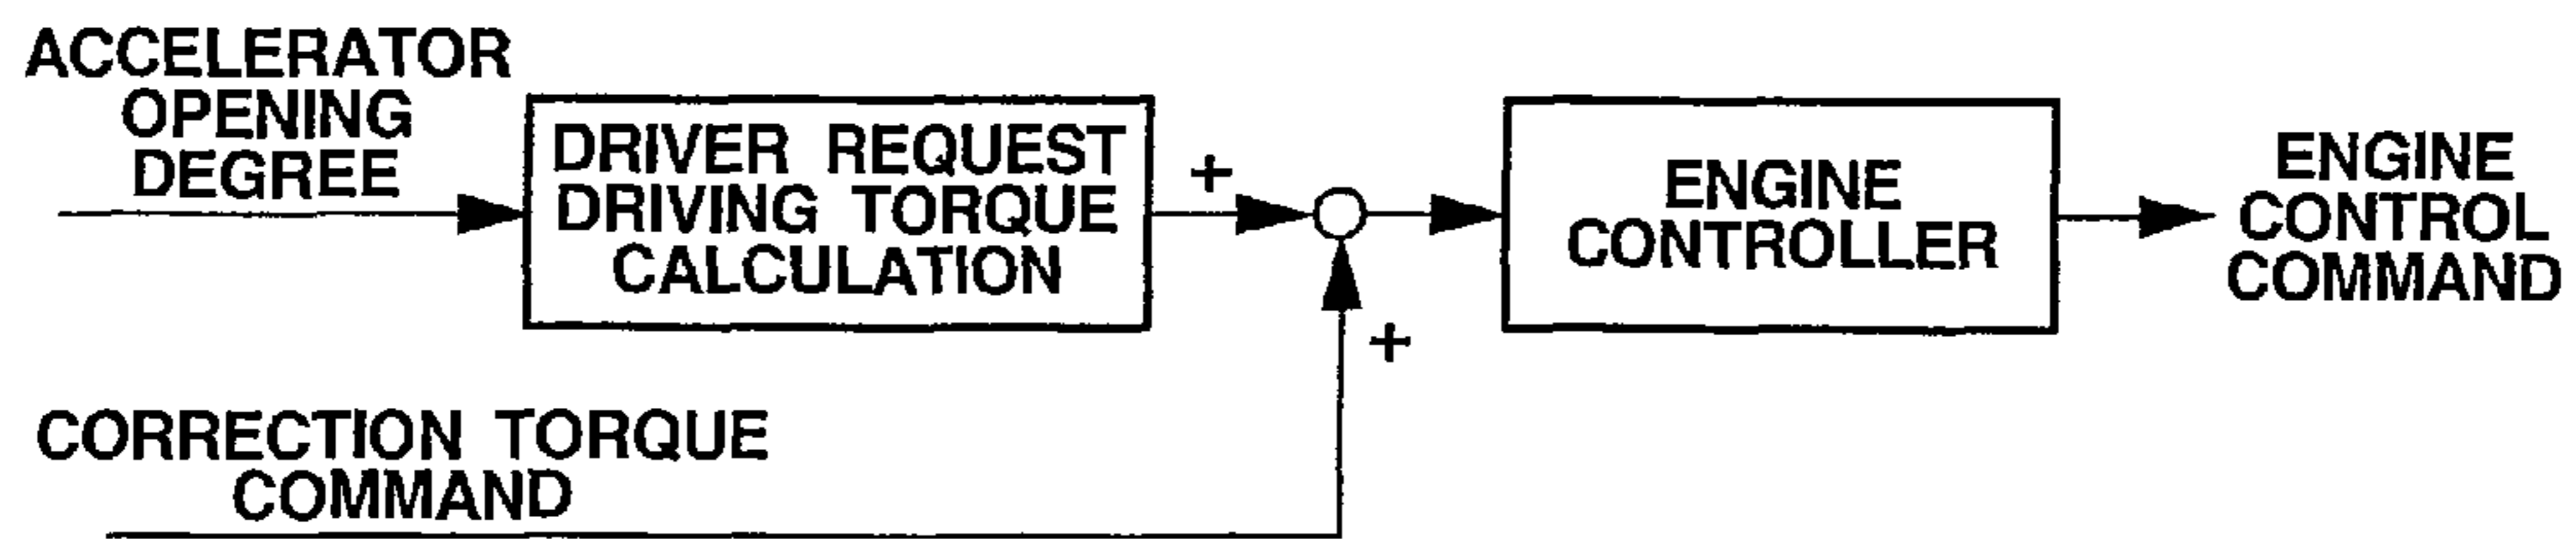 ACCELERATOR
OPENING
DEGREE
DRIVER REQUEST
DRIVING TORQUE
CALCULATION
+
+
ENGINE
CONTROLLER
ENGINE
CONTROL
COMMAND
CORRECTION TORQUE
COMMAND